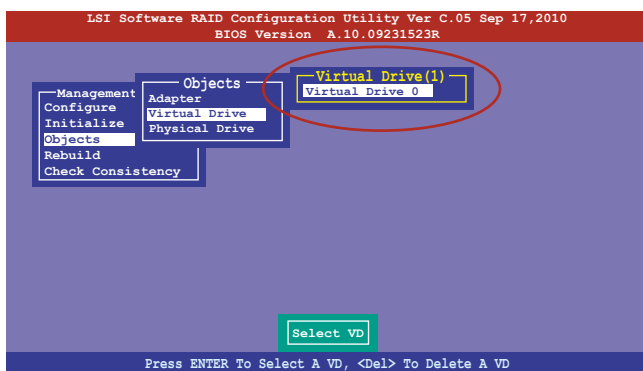 LSI Software RAID Configuration Utility Ver C.05 Sep 17,2010
BIOS Version A.10.09231523R
Management
Configure
Initialize
Objects
Rebuild
Check Consistency
Objects
Adapter
Virtual Drive
Physical Drive
Virtual Drive(1)
Virtual Drive 0
Select VD
Press ENTER To Select A VD, <Del> To Delete A VD